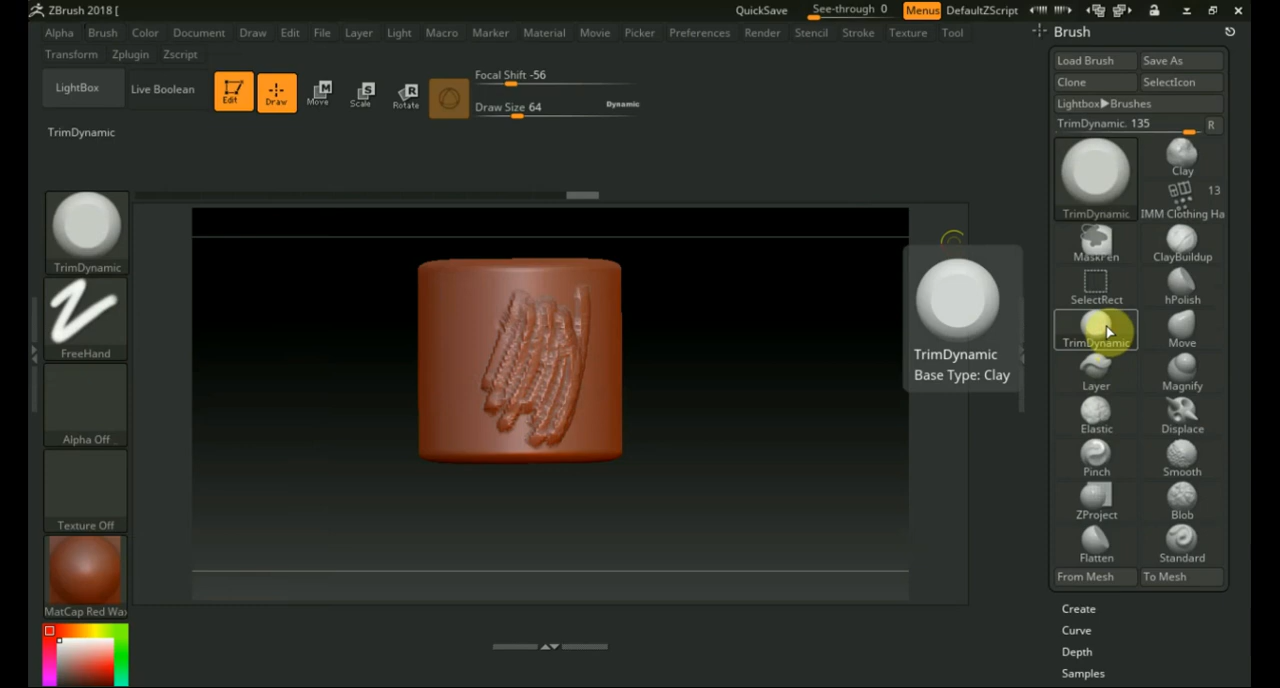 ZBrush 2018 [
QuickSave
See-through 0
Menus
DefaultZScript
Alpha Brush Color Document Draw Edit File Layer Light Macro Marker Material Movie Picker Preferences Render Stencil Stroke Texture Tool
Transform Zplugin Zscript
LightBox
Live Boolean
Edit
Draw
Move
Scale
Rotate
Focal Shift -56
Draw Size 64
Dynamic
TrimDynamic
TrimDynamic
FreeHand
Alpha Off
Texture Off
MatCap Red Wax
TrimDynamic
Base Type: Clay
Brush
Load Brush Save As
Clone SelectIcon
Lightbox▶Brushes
TrimDynamic. 135 R
Clay
13
TrimDynamic IMM Clothing Ha
MaskPen ClayBuildup
SelectRect hPolish
TrimDynamic Move
Layer Magnify
Elastic Displace
Pinch Smooth
ZProject Blob
Flatten Standard
From Mesh To Mesh
Create
Curve
Depth
Samples